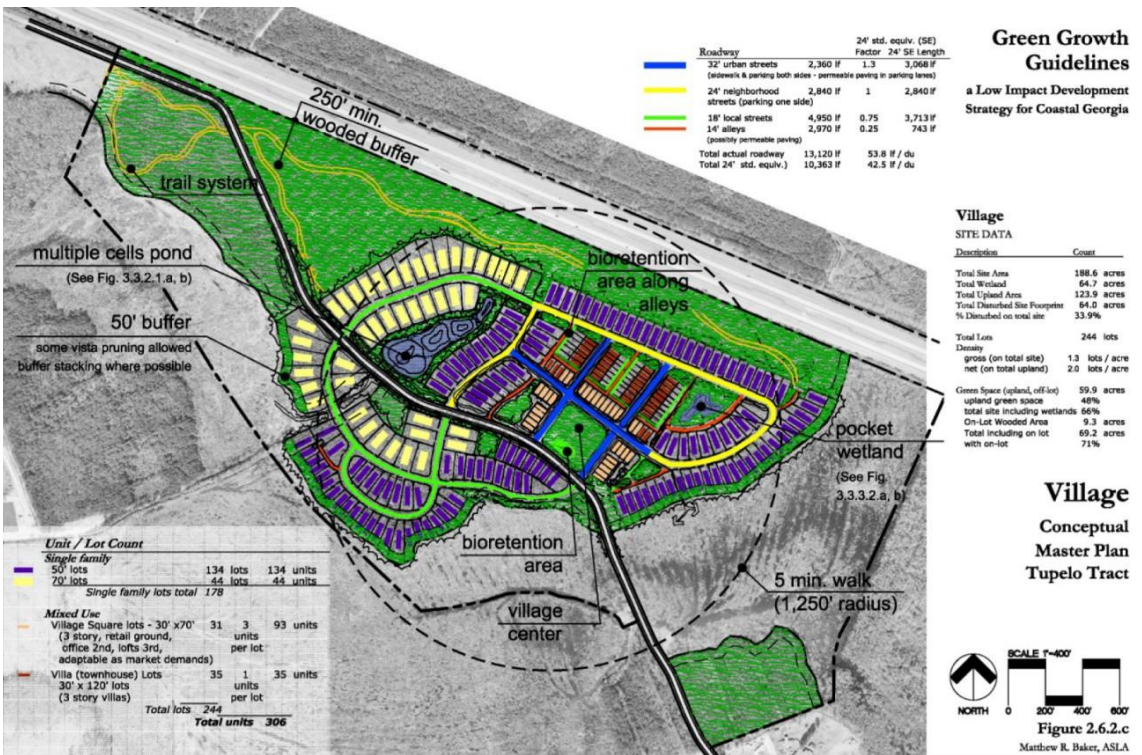 Green Growth
Guidelines
a Low Impact Development
Strategy for Coastal Georgia
24' std. equiv. (SE)
Roadway Factor 24' SE Length
32' urban streets 2,360 lf 1.3 3,068 lf
(sidewalk & parking both sides - permeable paving in parking lanes)
24' neighborhood 2,840 lf 1 2,840 lf
streets (parking one side)
18' local streets 4,950 lf 0.75 3,713 lf
14' alleys 2,970 lf 0.25 743 lf
(possibly permeable paving)
Total actual roadway 13,120 lf 53.8 lf / du
Total 24' std. equiv.) 10,363 lf 42.5 lf / du
250' min.
wooded buffer
trail system
multiple cells pond
(See Fig. 3.3.2.1.a, b)
50' buffer
some vista pruning allowed
buffer stacking where possible
bioretention
area along
alleys
pocket
wetland
(See Fig.
3.3.3.2.a, b)
bioretention
area
village
center
5 min. walk
(1,250' radius)
Village
SITE DATA
Description Count
Total Site Area 188.6 acres
Total Wetland 64.7 acres
Total Upland Area 123.9 acres
Total Disturbed Site Footprint 64.0 acres
% Disturbed on total site 33.9%
Total Lots 244 lots
Density
gross (on total site) 1.3 lots / acre
net (on total upland) 2.0 lots / acre
Green Space (upland, off-lot) 59.9 acres
upland green space 48%
total site including wetlands 66%
On-Lot Wooded Area 9.3 acres
Total including on lot 69.2 acres
with on-lot 71%
Village
Conceptual
Master Plan
Tupelo Tract
Unit / Lot Count
Single family
50' lots 134 lots 134 units
70' lots 44 lots 44 units
Single family lots total 178
Mixed Use
Village Square lots - 30' x70' 31 3 93 units
(3 story, retail ground, units
office 2nd, lofts 3rd, per lot
adaptable as market demands)
Villa (townhouse) Lots 35 1 35 units
30' x 120' lots units
(3 story villas) per lot
Total lots 244
Total units 306
SCALE 1"=400'
NORTH 0 200' 400' 600'
Figure 2.6.2.c
Matthew R. Baker, ASLA